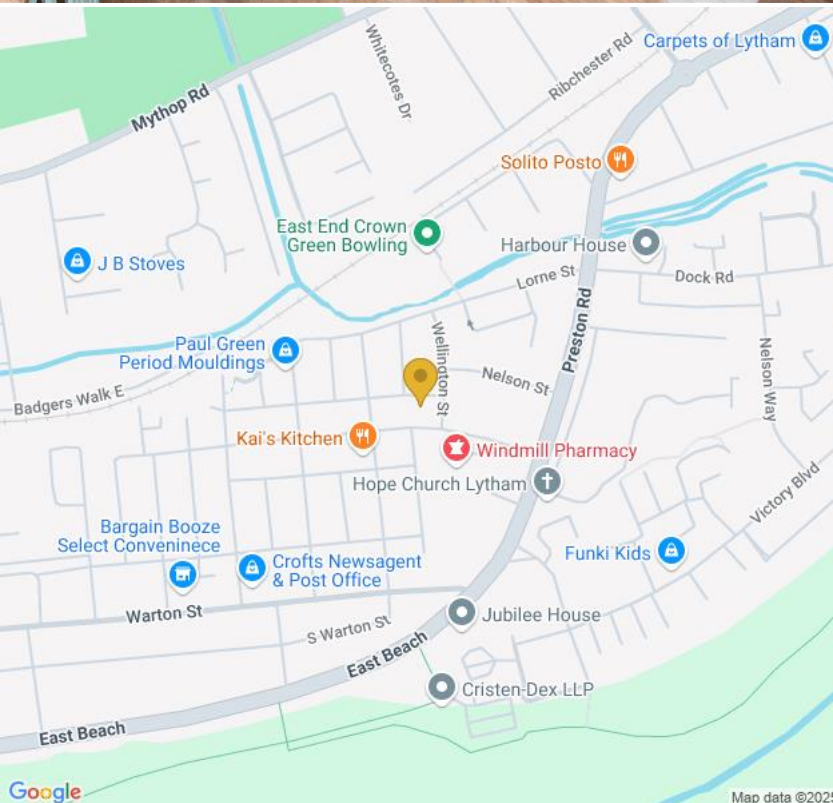 Whitecotes Dr
Ribchester Rd
Carpets of Lytham
Mythop Rd
Solito Posto
East End Crown
Green Bowling
Harbour House
J B Stoves
Lorne St
Dock Rd
Preston Rd
Paul Green
Period Mouldings
Wellington St
Nelson St
Nelson Way
Badgers Walk E
Kai's Kitchen
Windmill Pharmacy
Hope Church Lytham
Victory Blvd
Bargain Booze
Select Conveninece
Crofts Newsagent
& Post Office
Funki Kids
Warton St
S Warton St
Jubilee House
East Beach
Cristen-Dex LLP
East Beach
Google
Map data ©2025